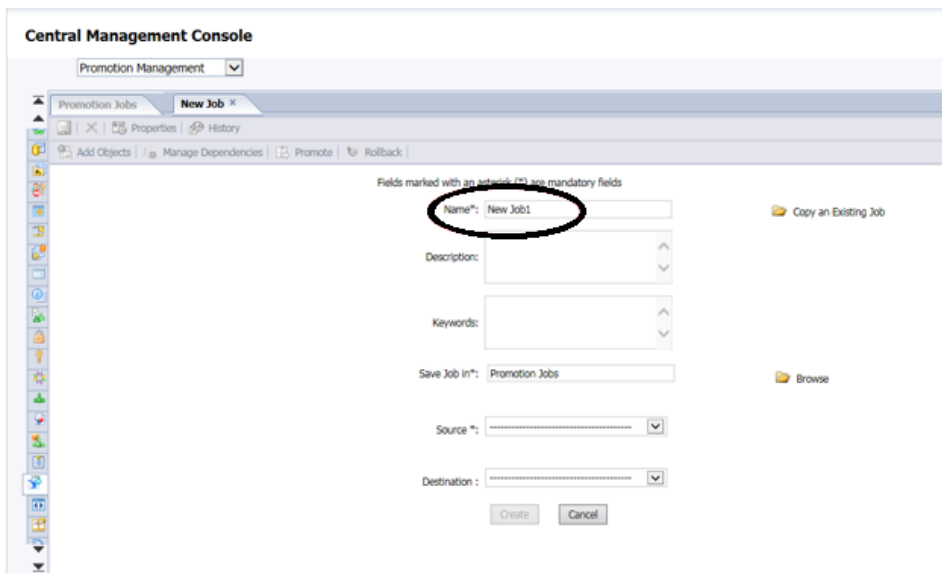 Central Management Console
Promotion Management
Promotion Jobs New Job ×
Properties History
Add Objects Manage Dependencies Promote Rollback
Fields marked with an asterisk (*) are mandatory fields
Name*: New Job1 Copy an Existing Job
Description:
Keywords:
Save Job in*: Promotion Jobs Browse
Source *: ----------------------------------------
Destination : ----------------------------------------
Create Cancel